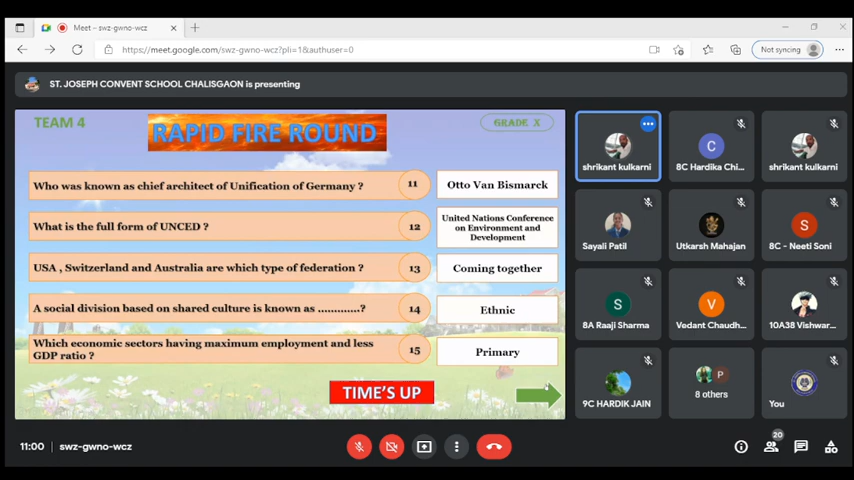 Meet – swz-gwno-wcz
https://meet.google.com/swz-gwno-wcz?pli=1&authuser=0
Not syncing
ST. JOSEPH CONVENT SCHOOL CHALISGAON is presenting
TEAM 4
RAPID FIRE ROUND
GRADE X
Who was known as chief architect of Unification of Germany ?
11
Otto Van Bismarck
What is the full form of UNCED ?
12
United Nations Conference
on Environment and
Development
USA , Switzerland and Australia are which type of federation ?
13
Coming together
A social division based on shared culture is known as .............?
14
Ethnic
Which economic sectors having maximum employment and less
GDP ratio ?
15
Primary
TIME'S UP
shrikant kulkarni
C
8C Hardika Chi...
shrikant kulkarni
Sayali Patil
Utkarsh Mahajan
S
8C - Neeti Soni
S
8A Raaji Sharma
V
Vedant Chaudh...
10A38 Vishwar...
9C HARDIK JAIN
P
8 others
You
11:00
swz-gwno-wcz
20